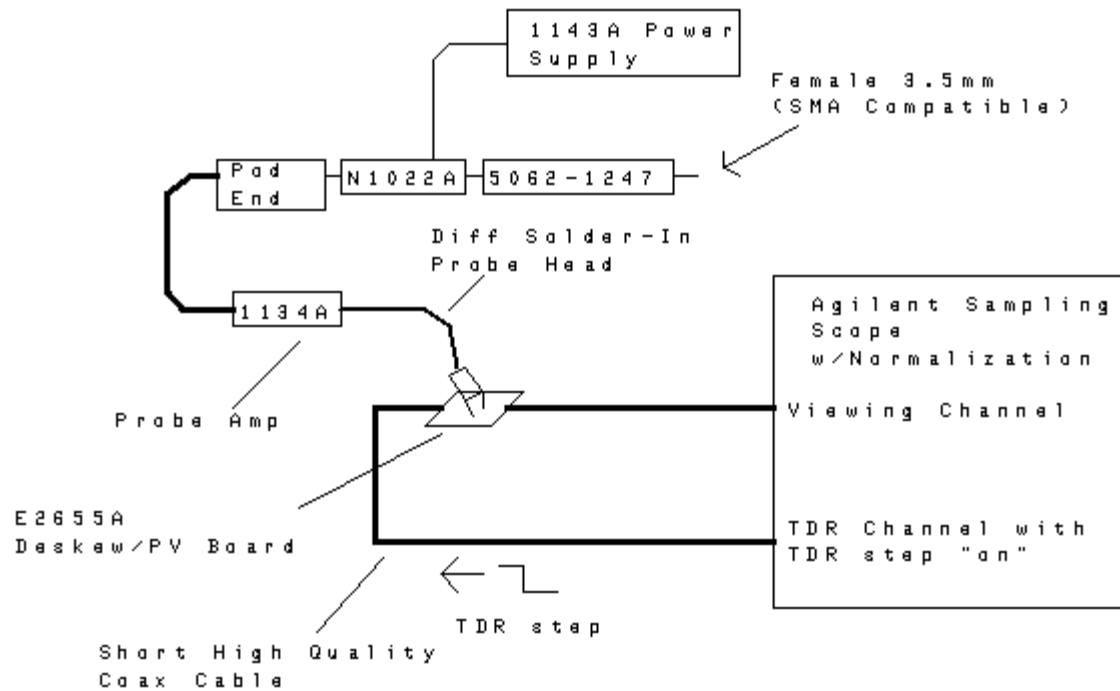 1143A Power
Supply
Female 3.5mm
(SMA Compatible)
Pod
End
N1022A
5062-1247
Diff Solder-In
Probe Head
1134A
Agilent Sampling
Scope
w/Normalization
Probe Amp
Viewing Channel
E2655A
Deskew/PV Board
TDR Channel with
TDR step "on"
TDR step
Short High Quality
Coax Cable